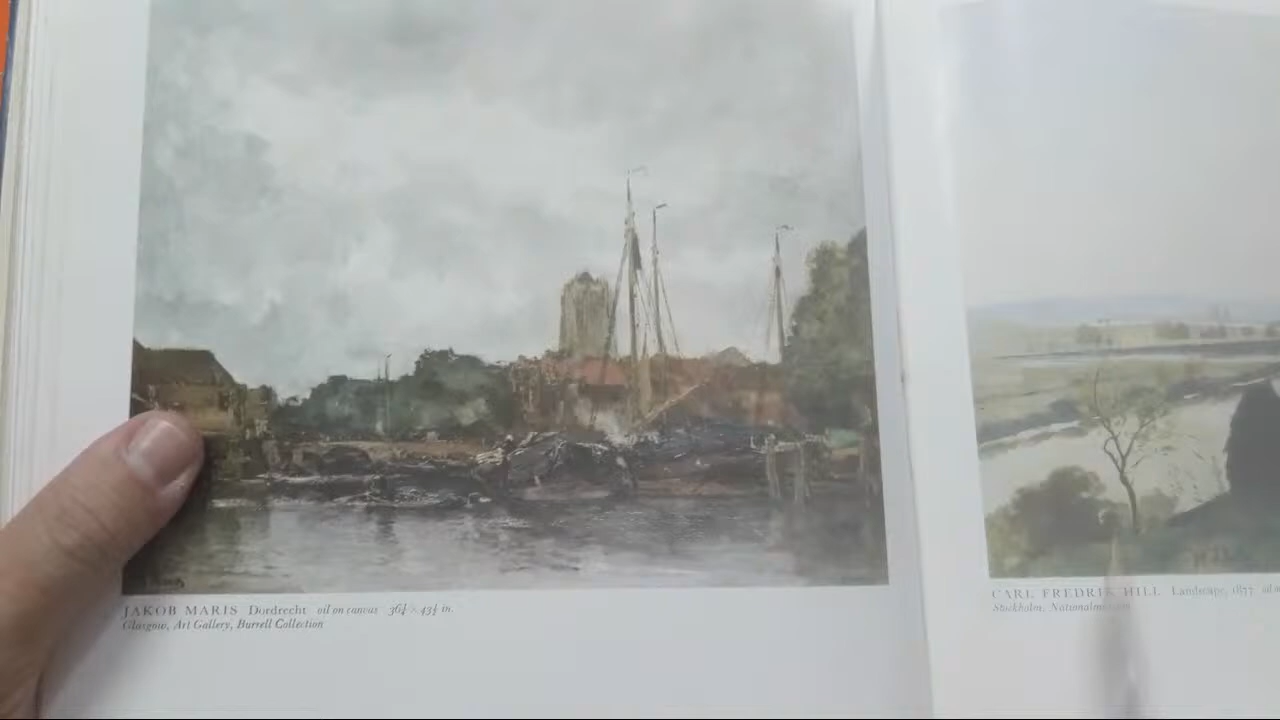 JAKOB MARIS Dordrecht oil on canvas 36¼ × 43¼ in.
Glasgow, Art Gallery, Burrell Collection
CARL FREDRIK HILL Landscape, 1877 oil
Stockholm, Nationalmuseum